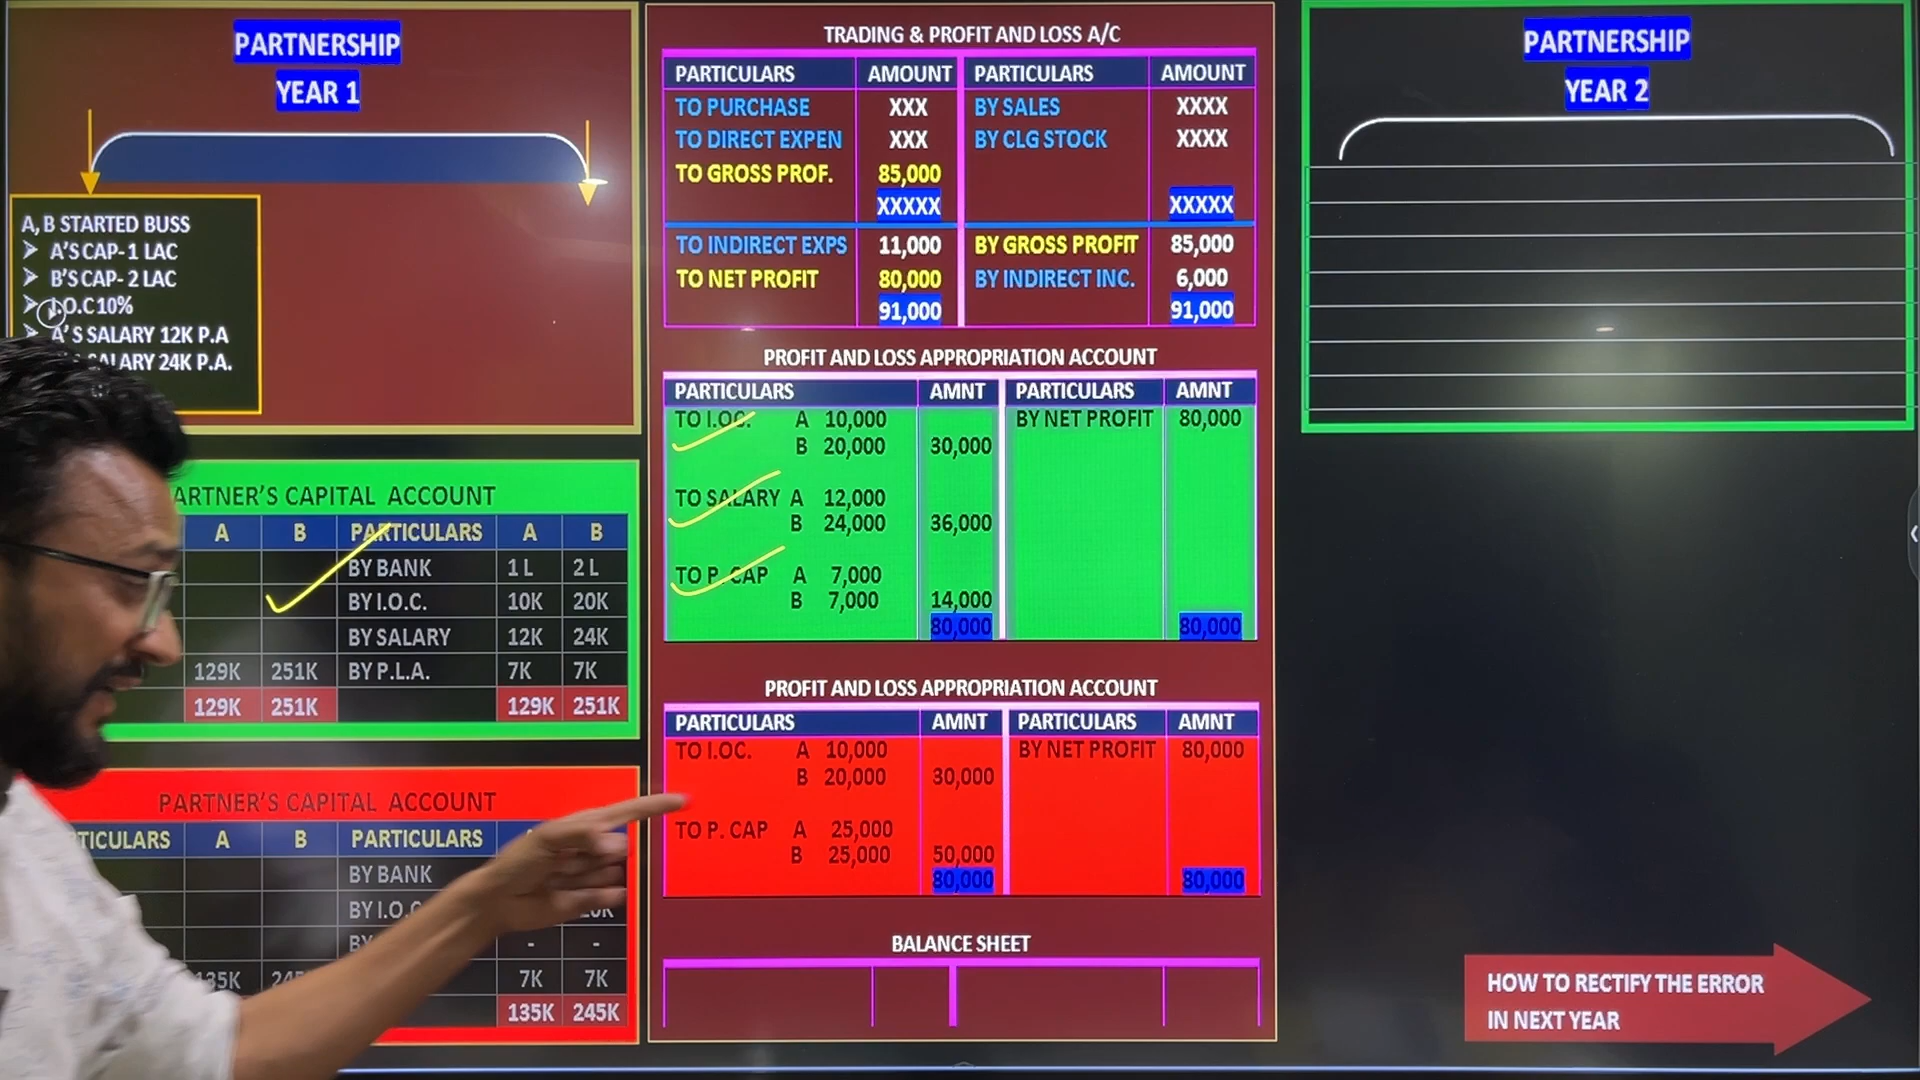 PARTNERSHIP
YEAR 1
A, B STARTED BUSS
A'S CAP- 1 LAC
B'S CAP- 2 LAC
I.O.C 10%
A'S SALARY 12K P.A
SALARY 24K P.A.
ARTNER'S CAPITAL ACCOUNT
A B PARTICULARS A B
BY BANK 1 L 2 L
BY I.O.C. 10K 20K
BY SALARY 12K 24K
129K 251K BY P.L.A. 7K 7K
129K 251K 129K 251K
PARTNER'S CAPITAL ACCOUNT
TICULARS A B PARTICULARS
BY BANK
BY I.O.C
BY - -
7K 7K
135K 245K
TRADING & PROFIT AND LOSS A/C
PARTICULARS AMOUNT PARTICULARS AMOUNT
TO PURCHASE XXX BY SALES XXXX
TO DIRECT EXPEN XXX BY CLG STOCK XXXX
TO GROSS PROF. 85,000
XXXXX XXXXX
TO INDIRECT EXPS 11,000 BY GROSS PROFIT 85,000
TO NET PROFIT 80,000 BY INDIRECT INC. 6,000
91,000 91,000
PROFIT AND LOSS APPROPRIATION ACCOUNT
PARTICULARS AMNT PARTICULARS AMNT
TO I.OC. A 10,000 BY NET PROFIT 80,000
B 20,000 30,000
TO SALARY A 12,000
B 24,000 36,000
TO P. CAP A 7,000
B 7,000 14,000
80,000 80,000
PROFIT AND LOSS APPROPRIATION ACCOUNT
PARTICULARS AMNT PARTICULARS AMNT
TO I.OC. A 10,000 BY NET PROFIT 80,000
B 20,000 30,000
TO P. CAP A 25,000
B 25,000 50,000
80,000 80,000
BALANCE SHEET
PARTNERSHIP
YEAR 2
HOW TO RECTIFY THE ERROR
IN NEXT YEAR